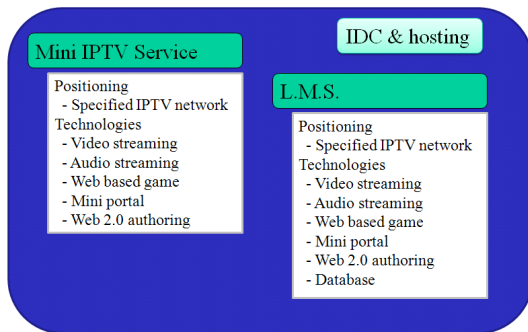 IDC & hosting
Mini IPTV Service
Positioning
- Specified IPTV network
Technologies
- Video streaming
- Audio streaming
- Web based game
- Mini portal
- Web 2.0 authoring
L.M.S.
Positioning
- Specified IPTV network
Technologies
- Video streaming
- Audio streaming
- Web based game
- Mini portal
- Web 2.0 authoring
- Database